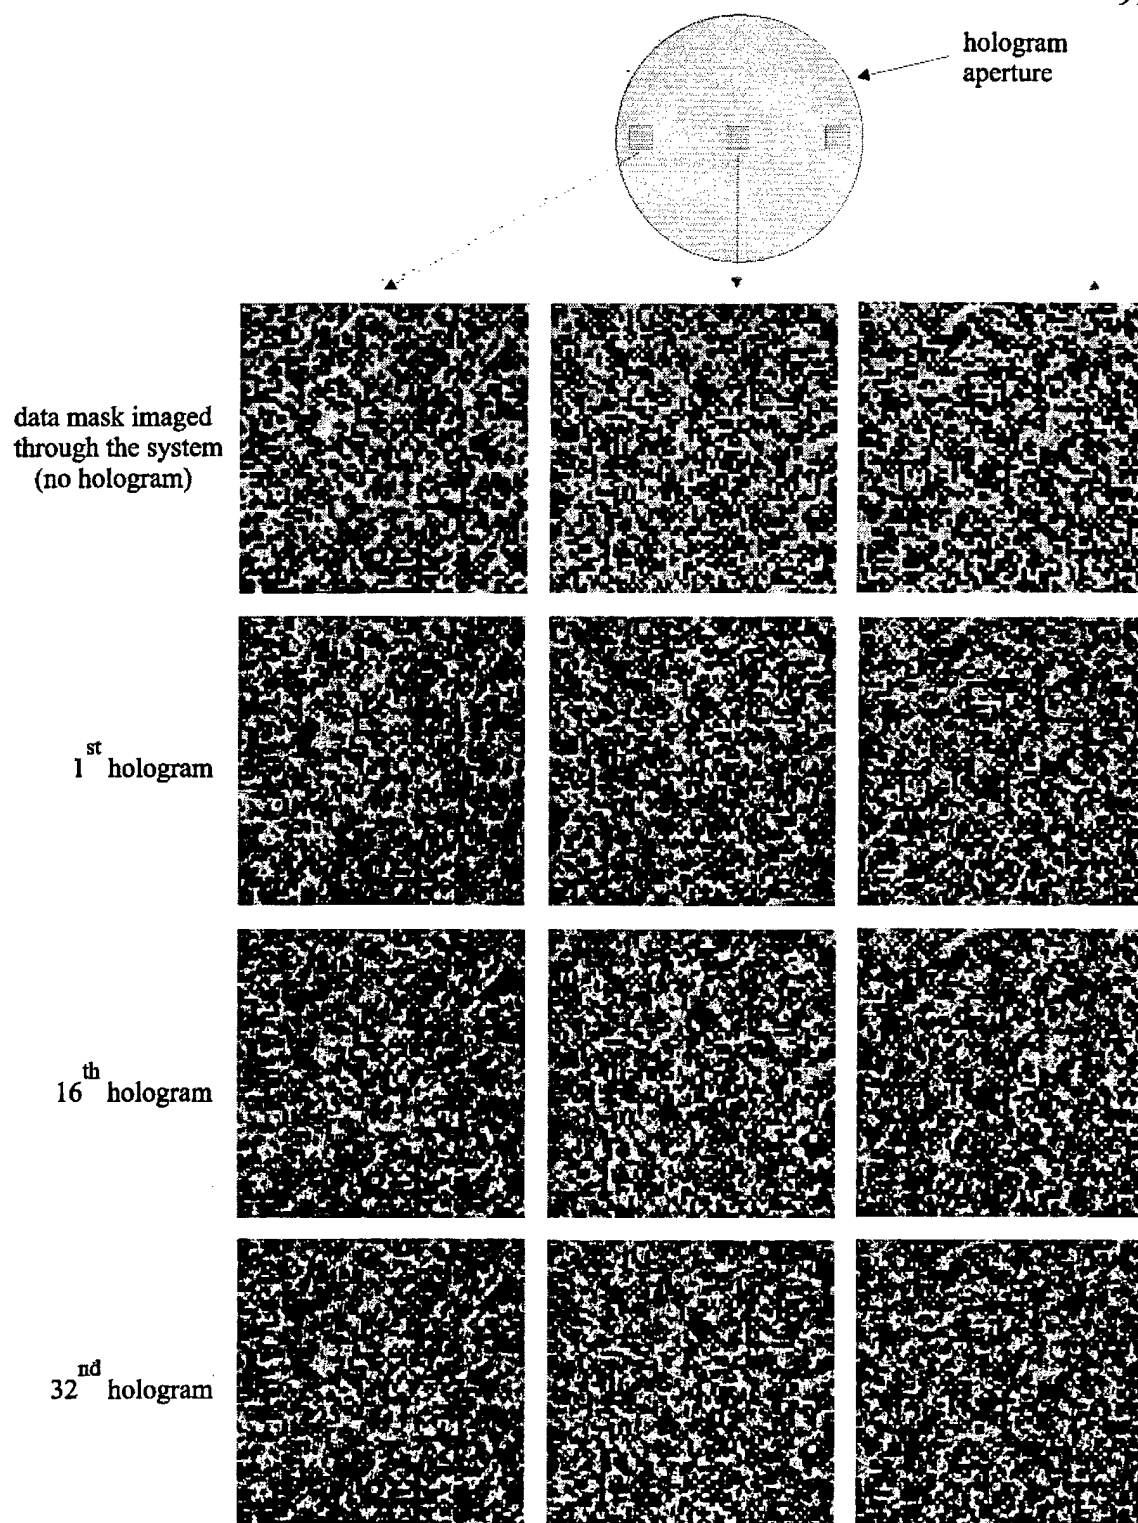 hologram
aperture
data mask imaged
through the system
(no hologram)
1st hologram
16th hologram
32nd hologram